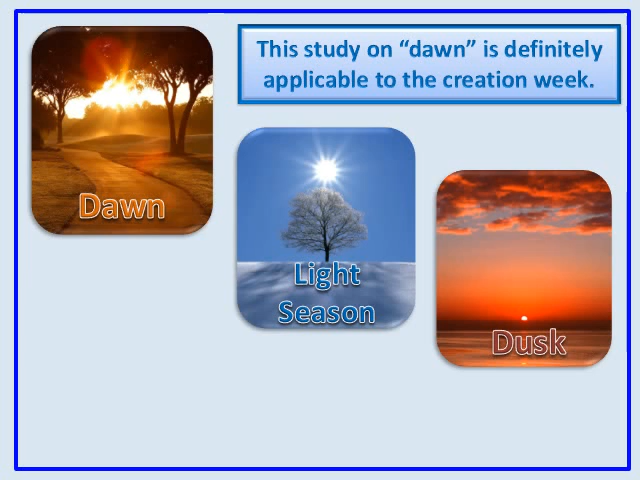 This study on “dawn” is definitely
applicable to the creation week.
Dawn
Light
Season
Dusk